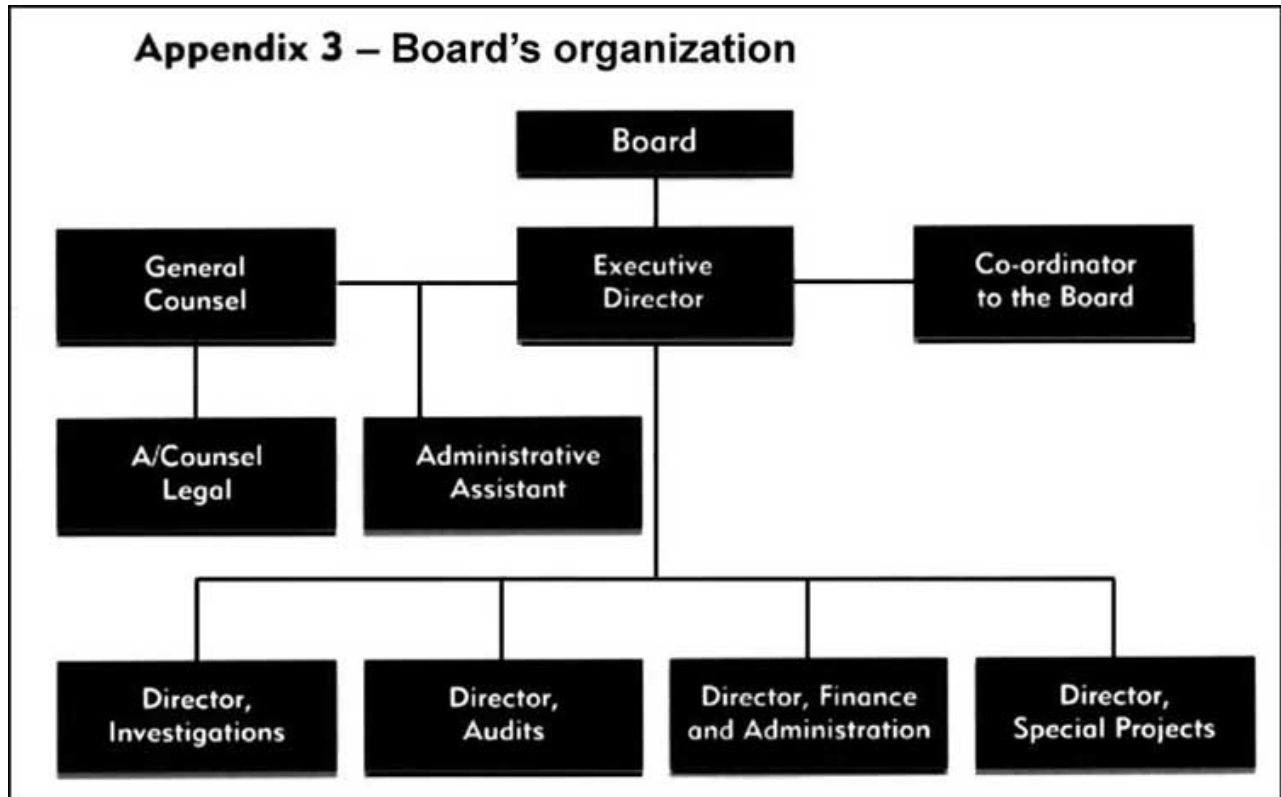 Appendix 3 – Board's organization
Board
General
Counsel
Executive
Director
Co-ordinator
to the Board
A/Counsel
Legal
Administrative
Assistant
Director,
Investigations
Director,
Audits
Director, Finance
and Administration
Director,
Special Projects